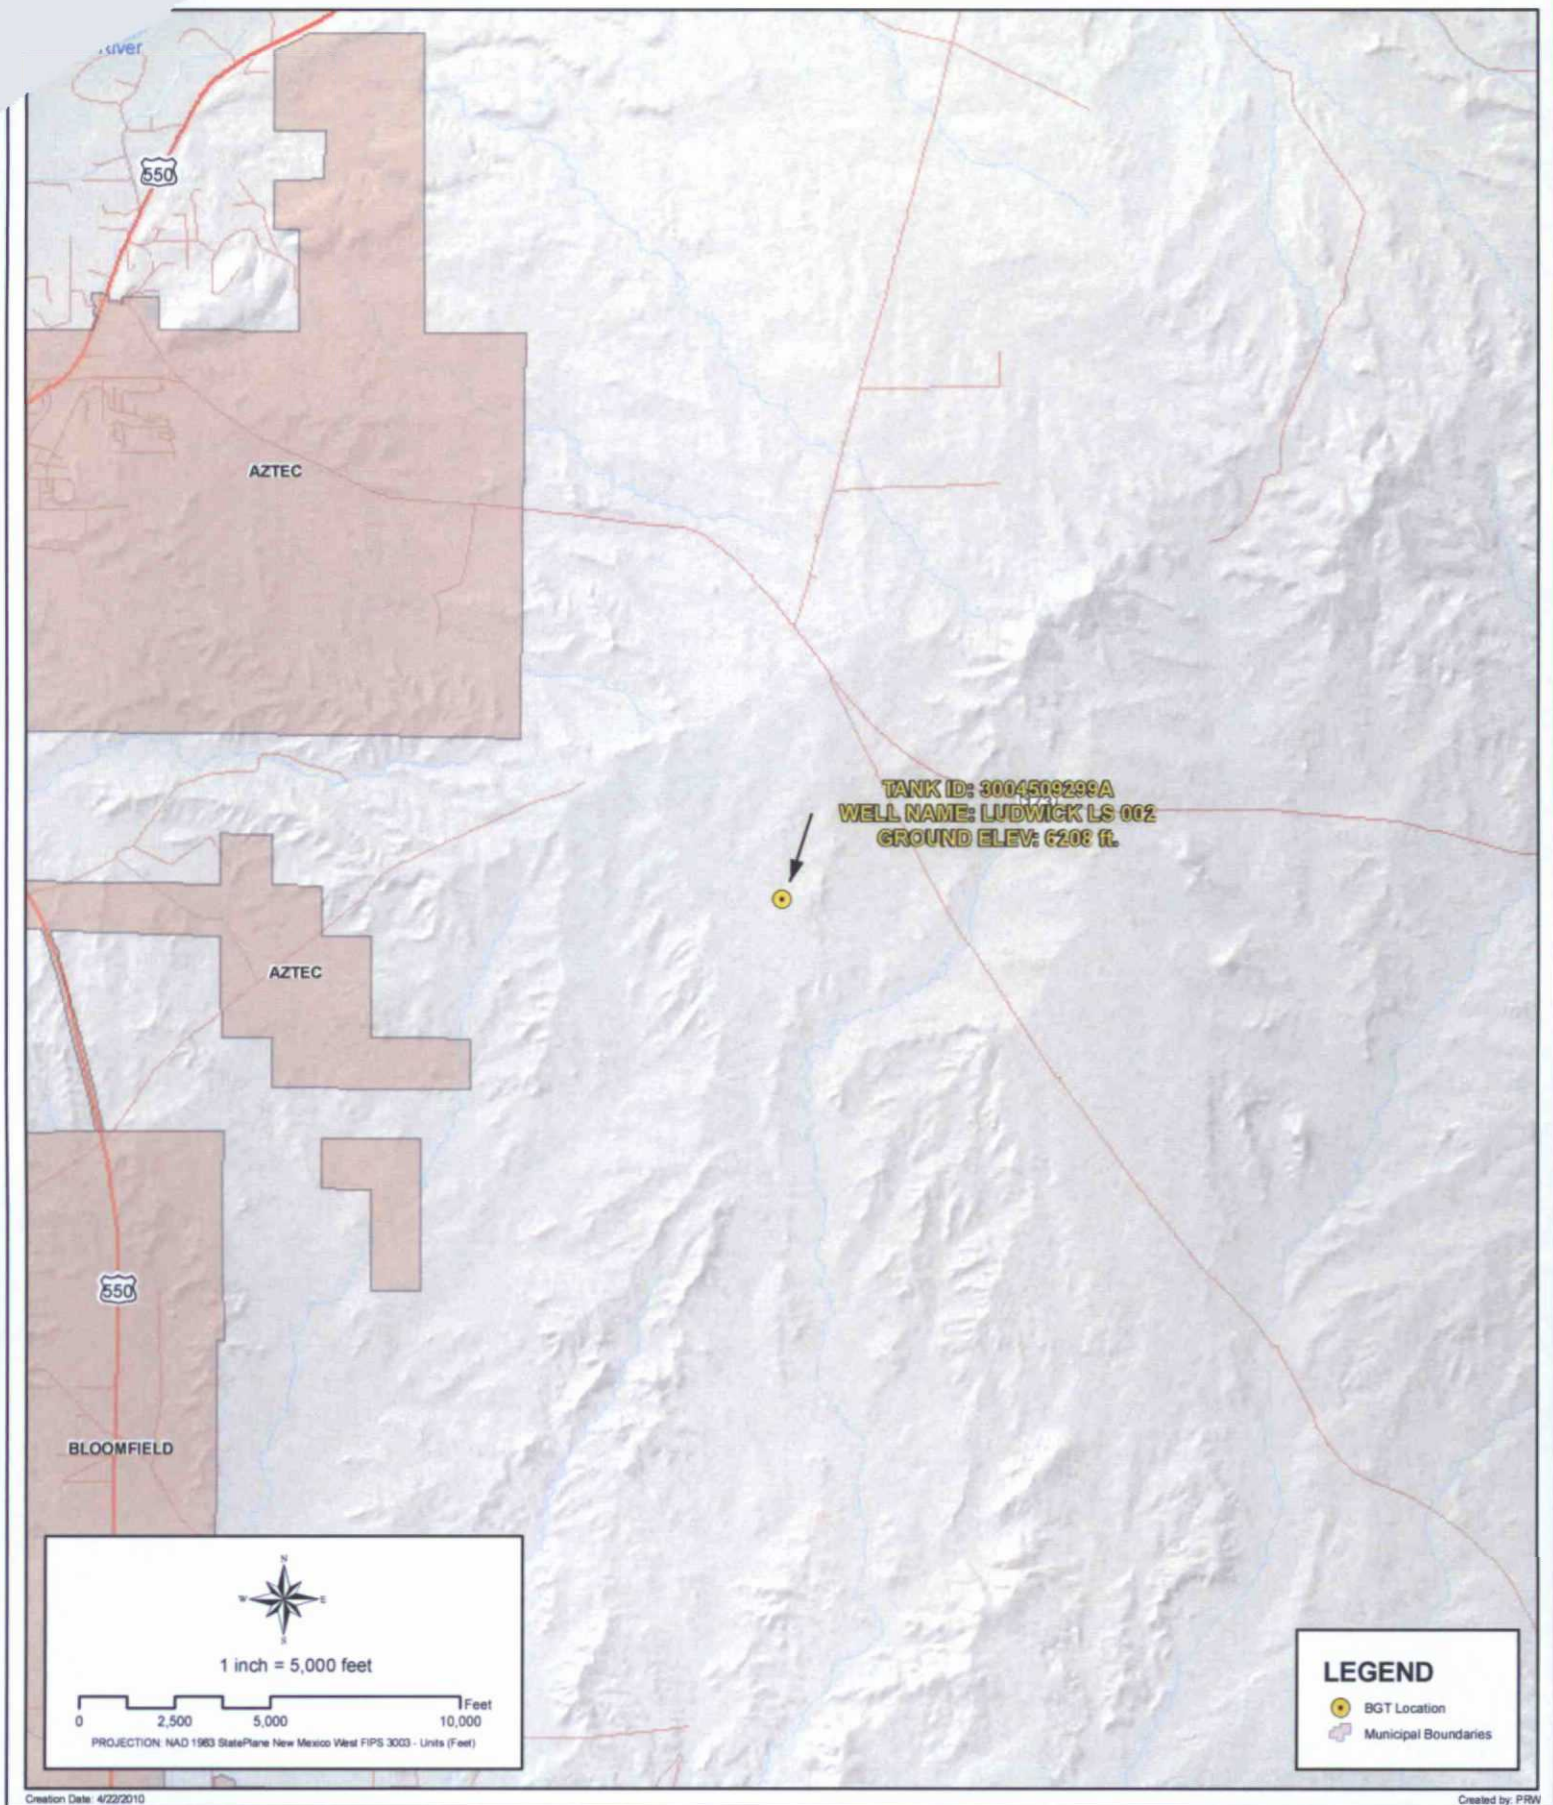 River
550
AZTEC
TANK ID: 3004509299A
WELL NAME: LUDWICK LS 002
GROUND ELEV: 6208 ft.
AZTEC
550
BLOOMFIELD
N
W E
S
1 inch = 5,000 feet
Feet
0 2,500 5,000 10,000
PROJECTION: NAD 1983 StatePlane New Mexico West FIPS 3003 - Units (Feet)
LEGEND
BGT Location
Municipal Boundaries
Creation Date: 4/22/2010
Created by: PRW